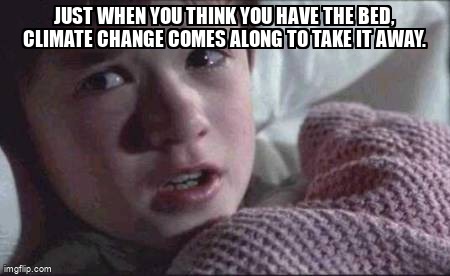 JUST WHEN YOU THINK YOU HAVE THE BED,
CLIMATE CHANGE COMES ALONG TO TAKE IT AWAY.
imgflip.com